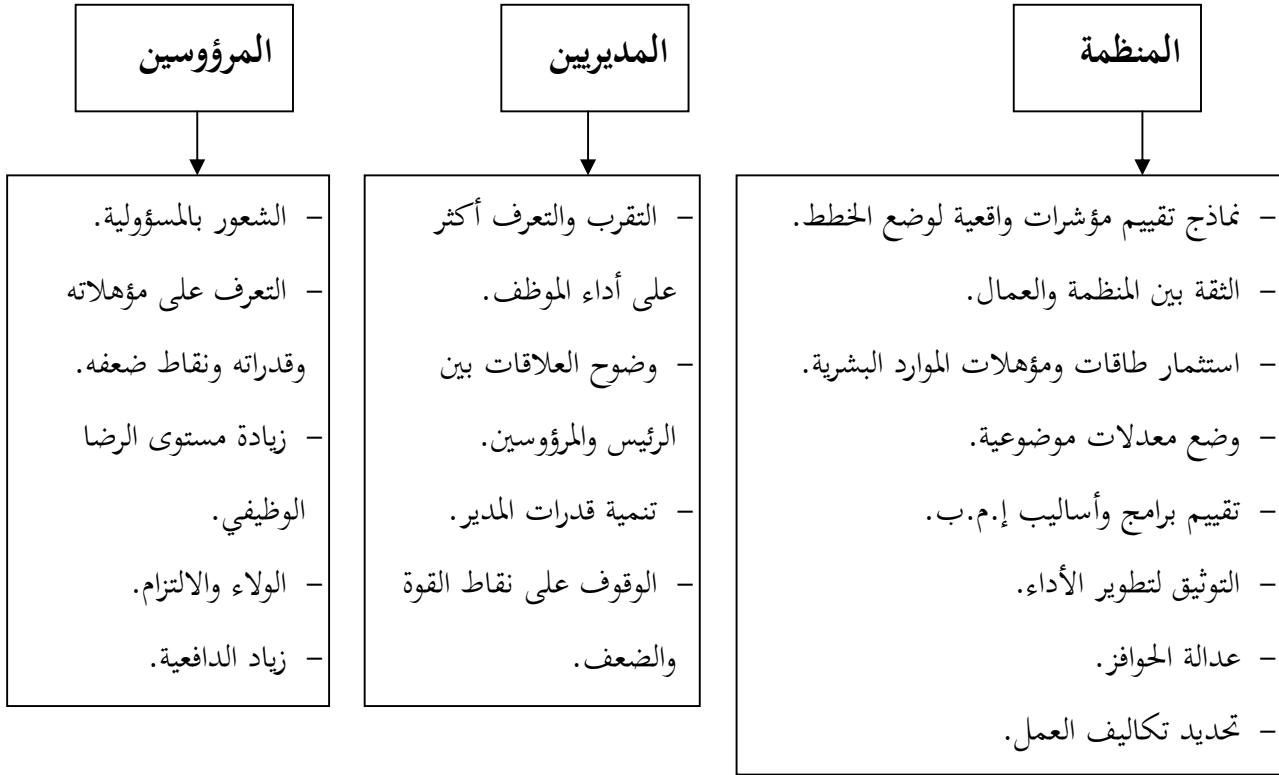 المنظمة
- نماذج تقييم مؤشرات واقعية لوضع الخطط.
- الثقة بين المنظمة والعمال.
- استثمار طاقات ومؤهلات الموارد البشرية.
- وضع معدلات موضوعية.
- تقييم برامج وأساليب إ.م.ب.
- التوثيق لتطوير الأداء.
- عدالة الحوافز.
- تحديد تكاليف العمل.
المديريين
- التقرب والتعرف أكثر
على أداء الموظف.
- وضوح العلاقات بين
الرئيس والمرؤوسين.
- تنمية قدرات المدير.
- الوقوف على نقاط القوة
والضعف.
المرؤوسين
- الشعور بالمسؤولية.
- التعرف على مؤهلاته
وقدراته ونقاط ضعفه.
- زيادة مستوى الرضا
الوظيفي.
- الولاء والالتزام.
- زياد الدافعية.